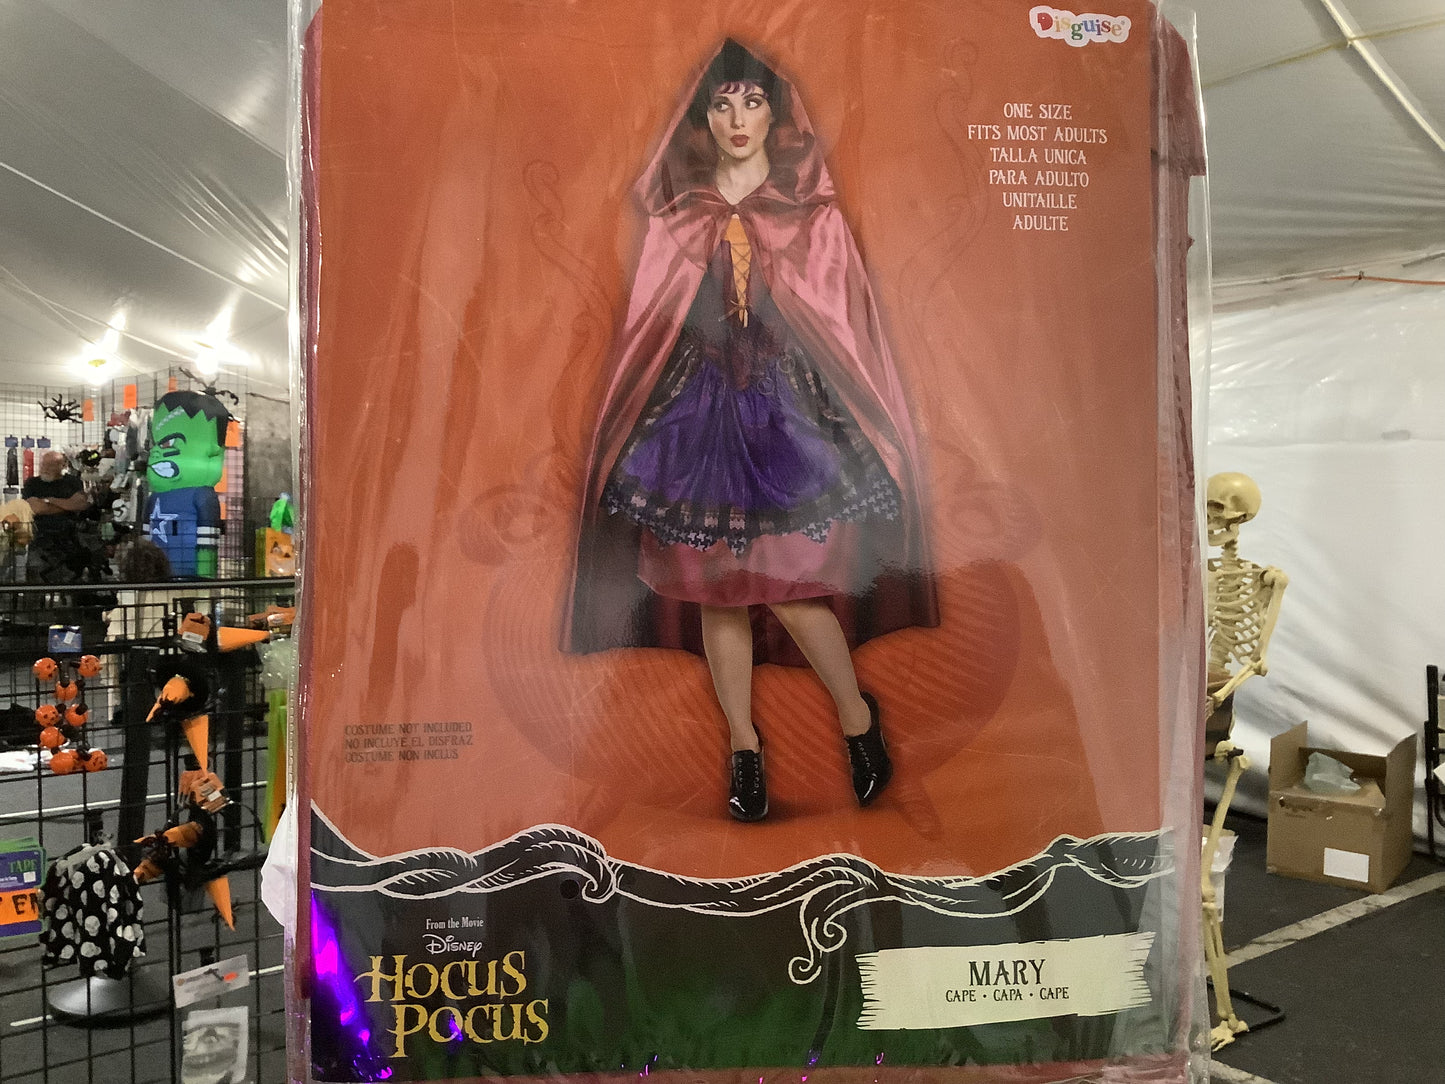 Disguise®
ONE SIZE
FITS MOST ADULTS
TALLA UNICA
PARA ADULTO
UNITAILLE
ADULTE
COSTUME NOT INCLUDED
NO INCLUYE EL DISFRAZ
COSTUME NON INCLUS
From the Movie
Disney
HOCUS
POCUS
MARY
CAPE • CAPA • CAPE
TAPE